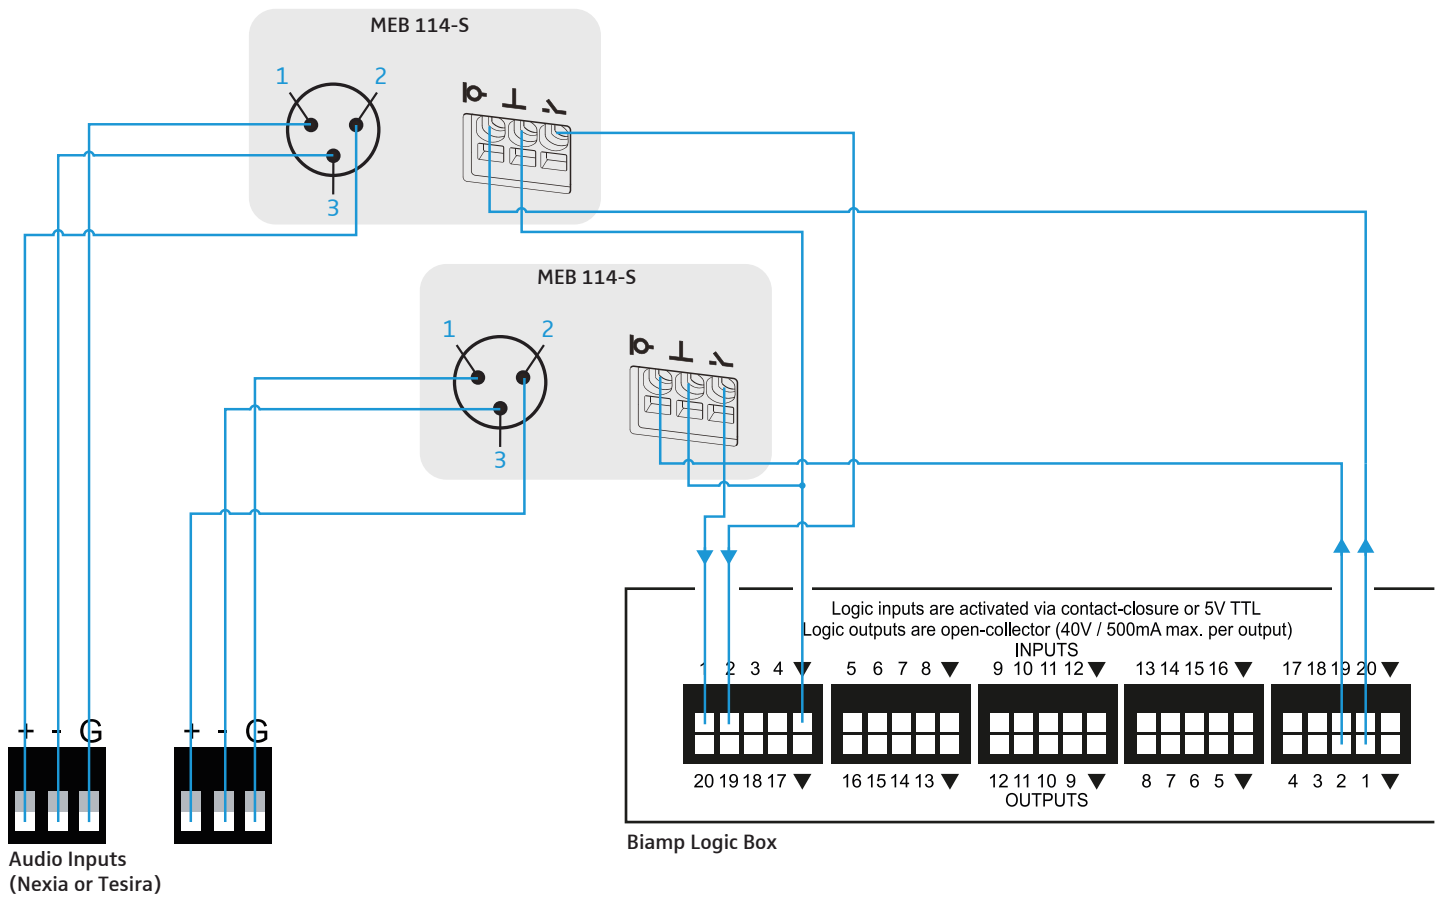 MEB 114-S
1 2
3
MEB 114-S
1 2
3
Logic inputs are activated via contact-closure or 5V TTL
Logic outputs are open-collector (40V / 500mA max. per output)
INPUTS
1 2 3 4 ▼ 5 6 7 8 ▼ 9 10 11 12 ▼ 13 14 15 16 ▼ 17 18 19 20 ▼
+ - G + - G
20 19 18 17 ▼ 16 15 14 13 ▼ 12 11 10 9 ▼ 8 7 6 5 ▼ 4 3 2 1 ▼
OUTPUTS
Biamp Logic Box
Audio Inputs
(Nexia or Tesira)